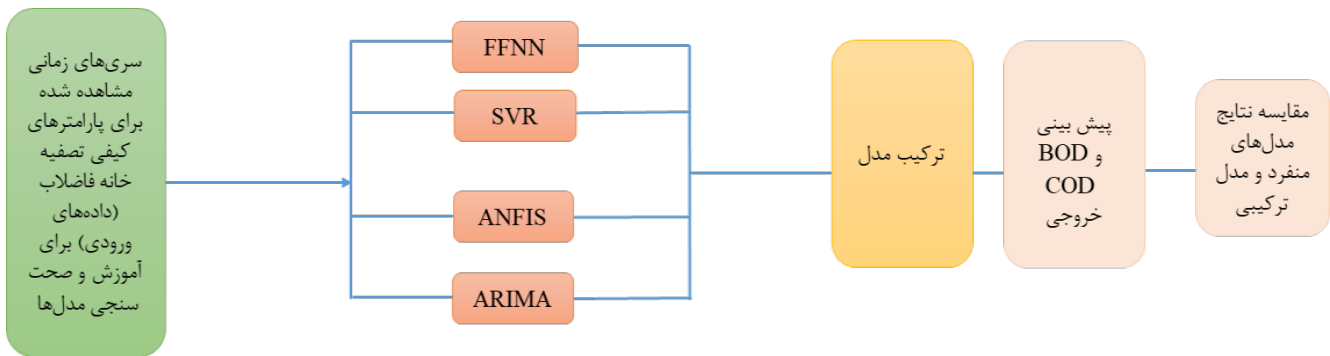 سری‌های زمانی
مشاهده شده
برای پارامترهای
کیفی تصفیه
خانه فاضلاب
(داده‌های
ورودی) برای
آموزش و صحت
سنجی مدل‌ها
FFNN
SVR
ANFIS
ARIMA
ترکیب مدل
پیش بینی
BOD و
COD
خروجی
مقایسه نتایج
مدل‌های
منفرد و مدل
ترکیبی